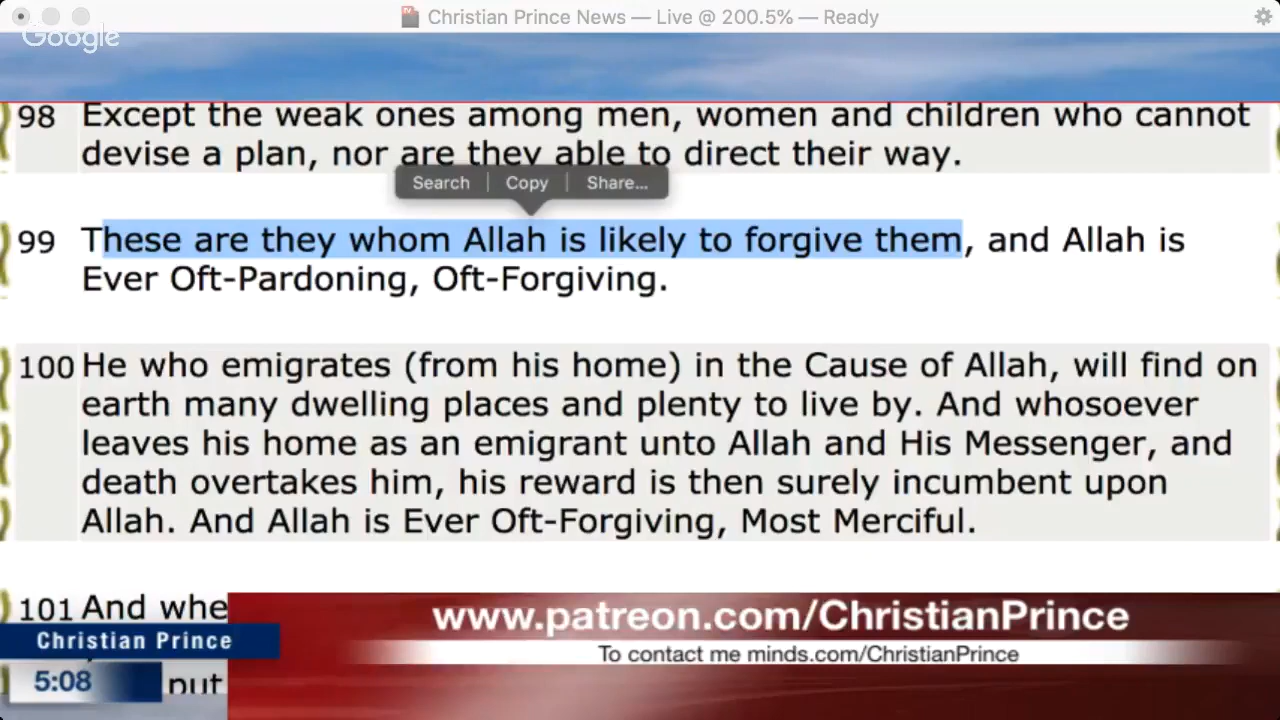 Christian Prince News — Live @ 200.5% — Ready
Google
98 Except the weak ones among men, women and children who cannot
devise a plan, nor are they able to direct their way.
Search Copy Share...
99 These are they whom Allah is likely to forgive them, and Allah is
Ever Oft-Pardoning, Oft-Forgiving.
100 He who emigrates (from his home) in the Cause of Allah, will find on
earth many dwelling places and plenty to live by. And whosoever
leaves his home as an emigrant unto Allah and His Messenger, and
death overtakes him, his reward is then surely incumbent upon
Allah. And Allah is Ever Oft-Forgiving, Most Merciful.
101 And whe
www.patreon.com/ChristianPrince
Christian Prince
To contact me minds.com/ChristianPrince
5:08
put